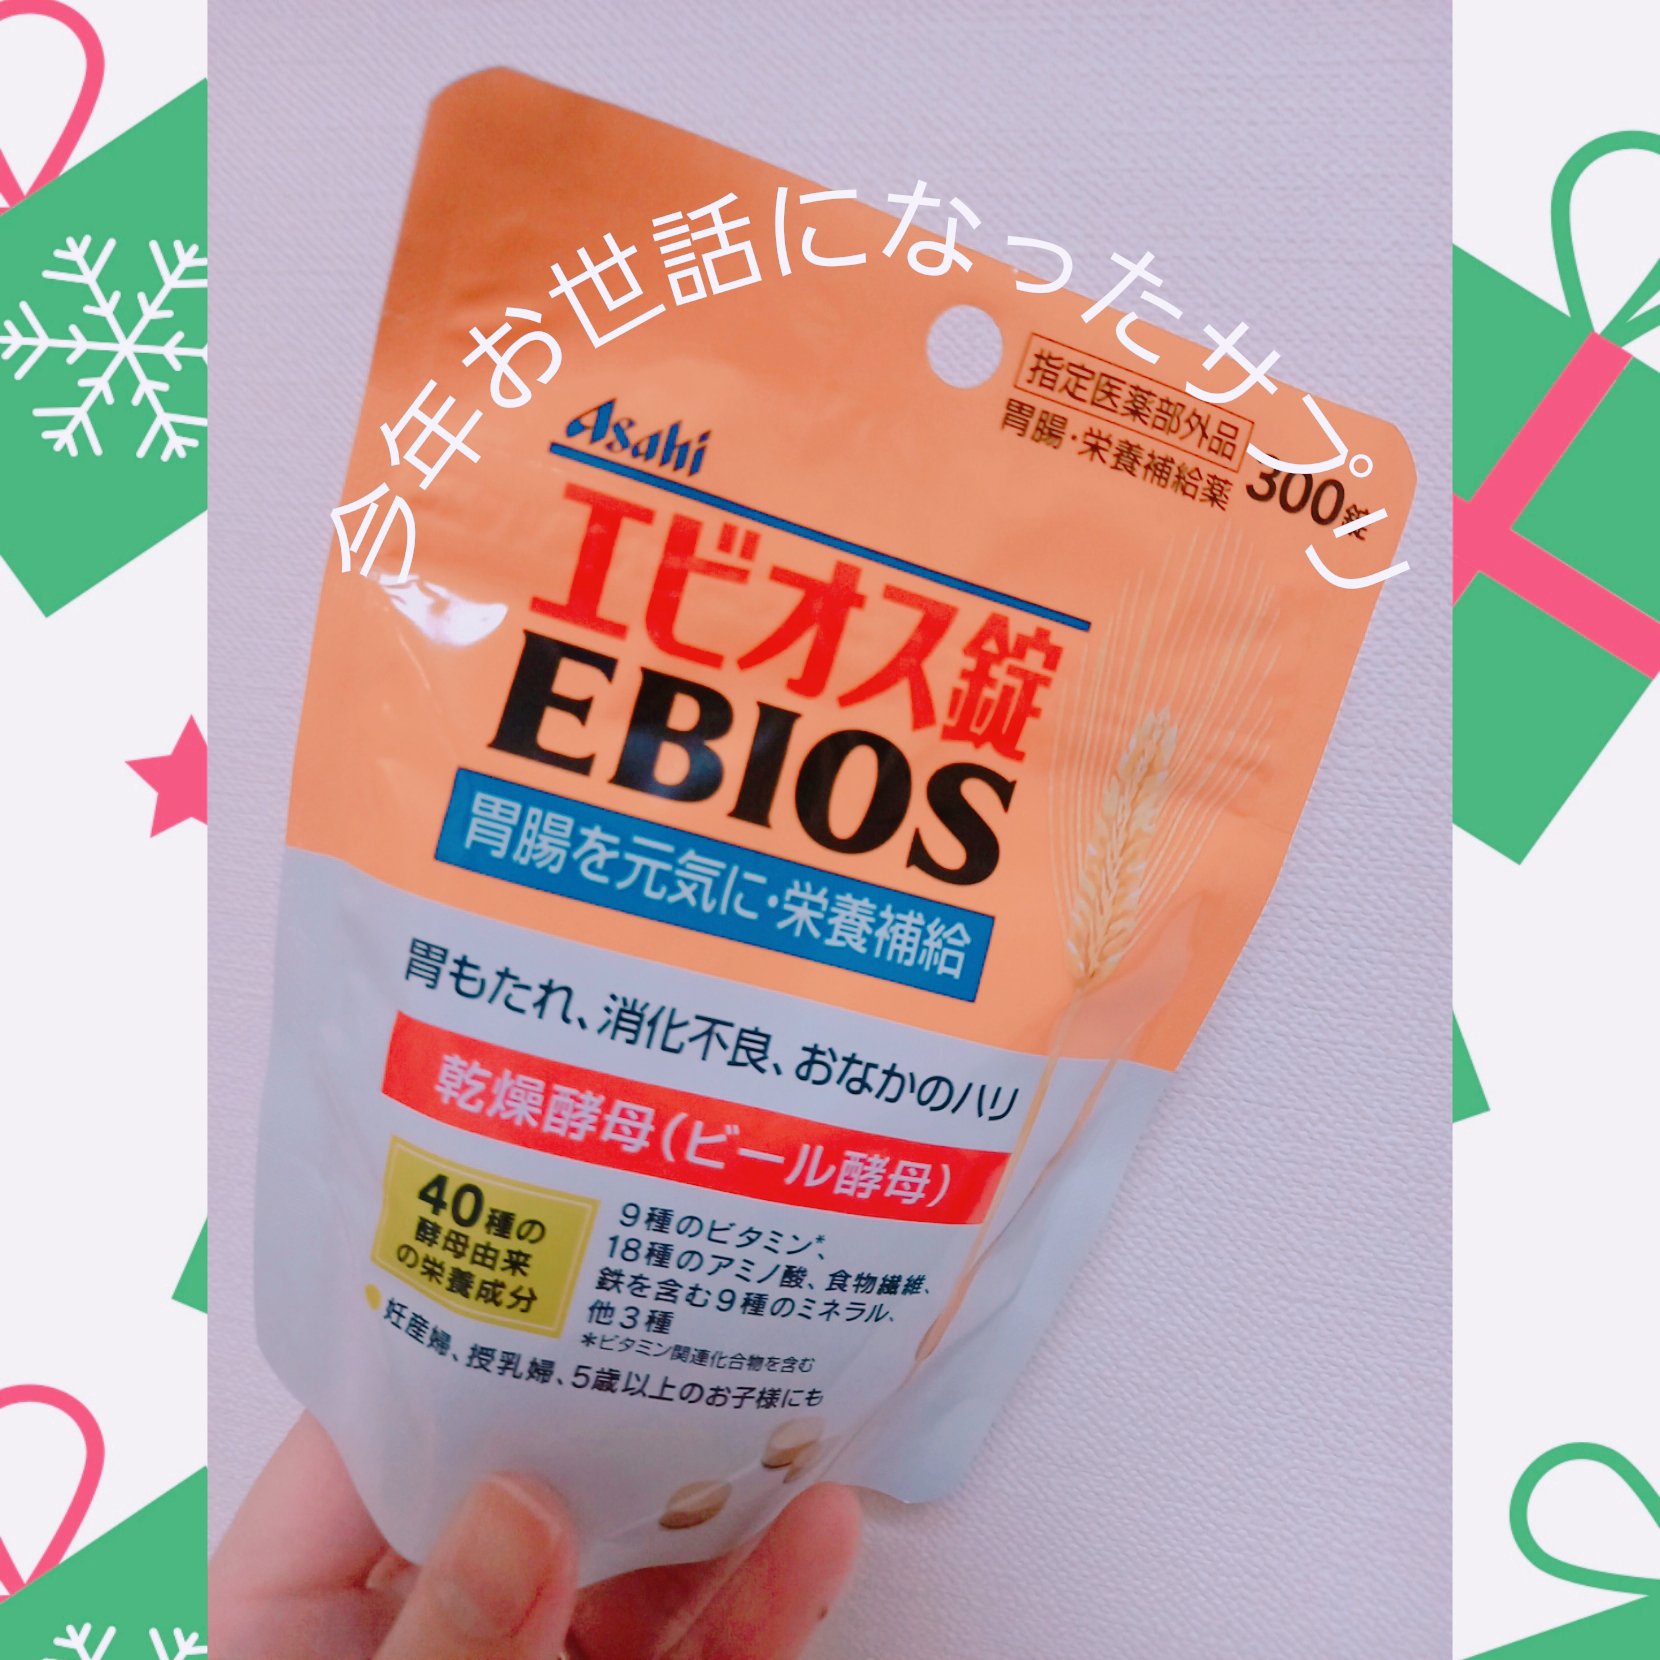 今年お世話になったサプリ
指定医薬部外品
胃腸・栄養補給薬
300錠
Asahi
エビオス錠
EBIOS
胃腸を元気に・栄養補給
胃もたれ、消化不良、おなかのハリ
乾燥酵母(ビール酵母)
40種の
酵母由来
の栄養成分
9種のビタミン*、
18種のアミノ酸、食物繊維、
鉄を含む9種のミネラル、
他3種
*ビタミン関連化合物を含む
妊産婦、授乳婦、5歳以上のお子様にも